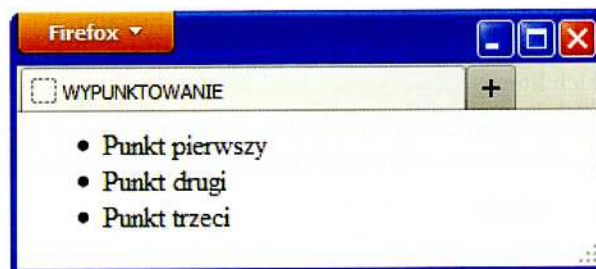 Firefox
WYPUNKTOWANIE
• Punkt pierwszy
• Punkt drugi
• Punkt trzeci